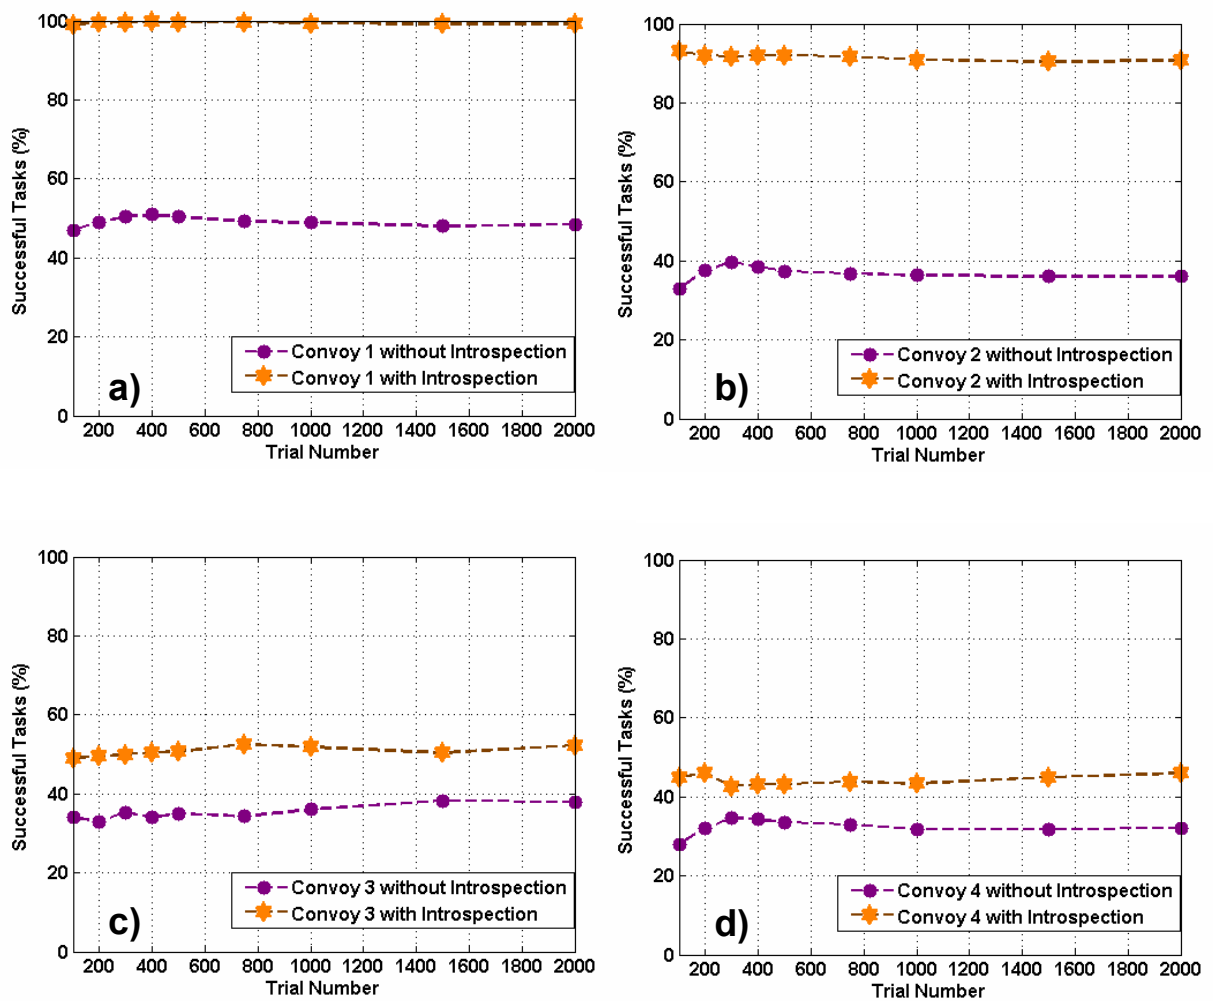 100
80
60
40
20
0
Successful Tasks (%)
Convoy 1 without Introspection
Convoy 1 with Introspection
a)
200 400 600 800 1000 1200 1400 1600 1800 2000
Trial Number
100
80
60
40
20
0
Successful Tasks (%)
Convoy 2 without Introspection
Convoy 2 with Introspection
b)
200 400 600 800 1000 1200 1400 1600 1800 2000
Trial Number
100
80
60
40
20
0
Successful Tasks (%)
Convoy 3 without Introspection
Convoy 3 with Introspection
c)
200 400 600 800 1000 1200 1400 1600 1800 2000
Trial Number
100
80
60
40
20
0
Successful Tasks (%)
Convoy 4 without Introspection
Convoy 4 with Introspection
d)
200 400 600 800 1000 1200 1400 1600 1800 2000
Trial Number